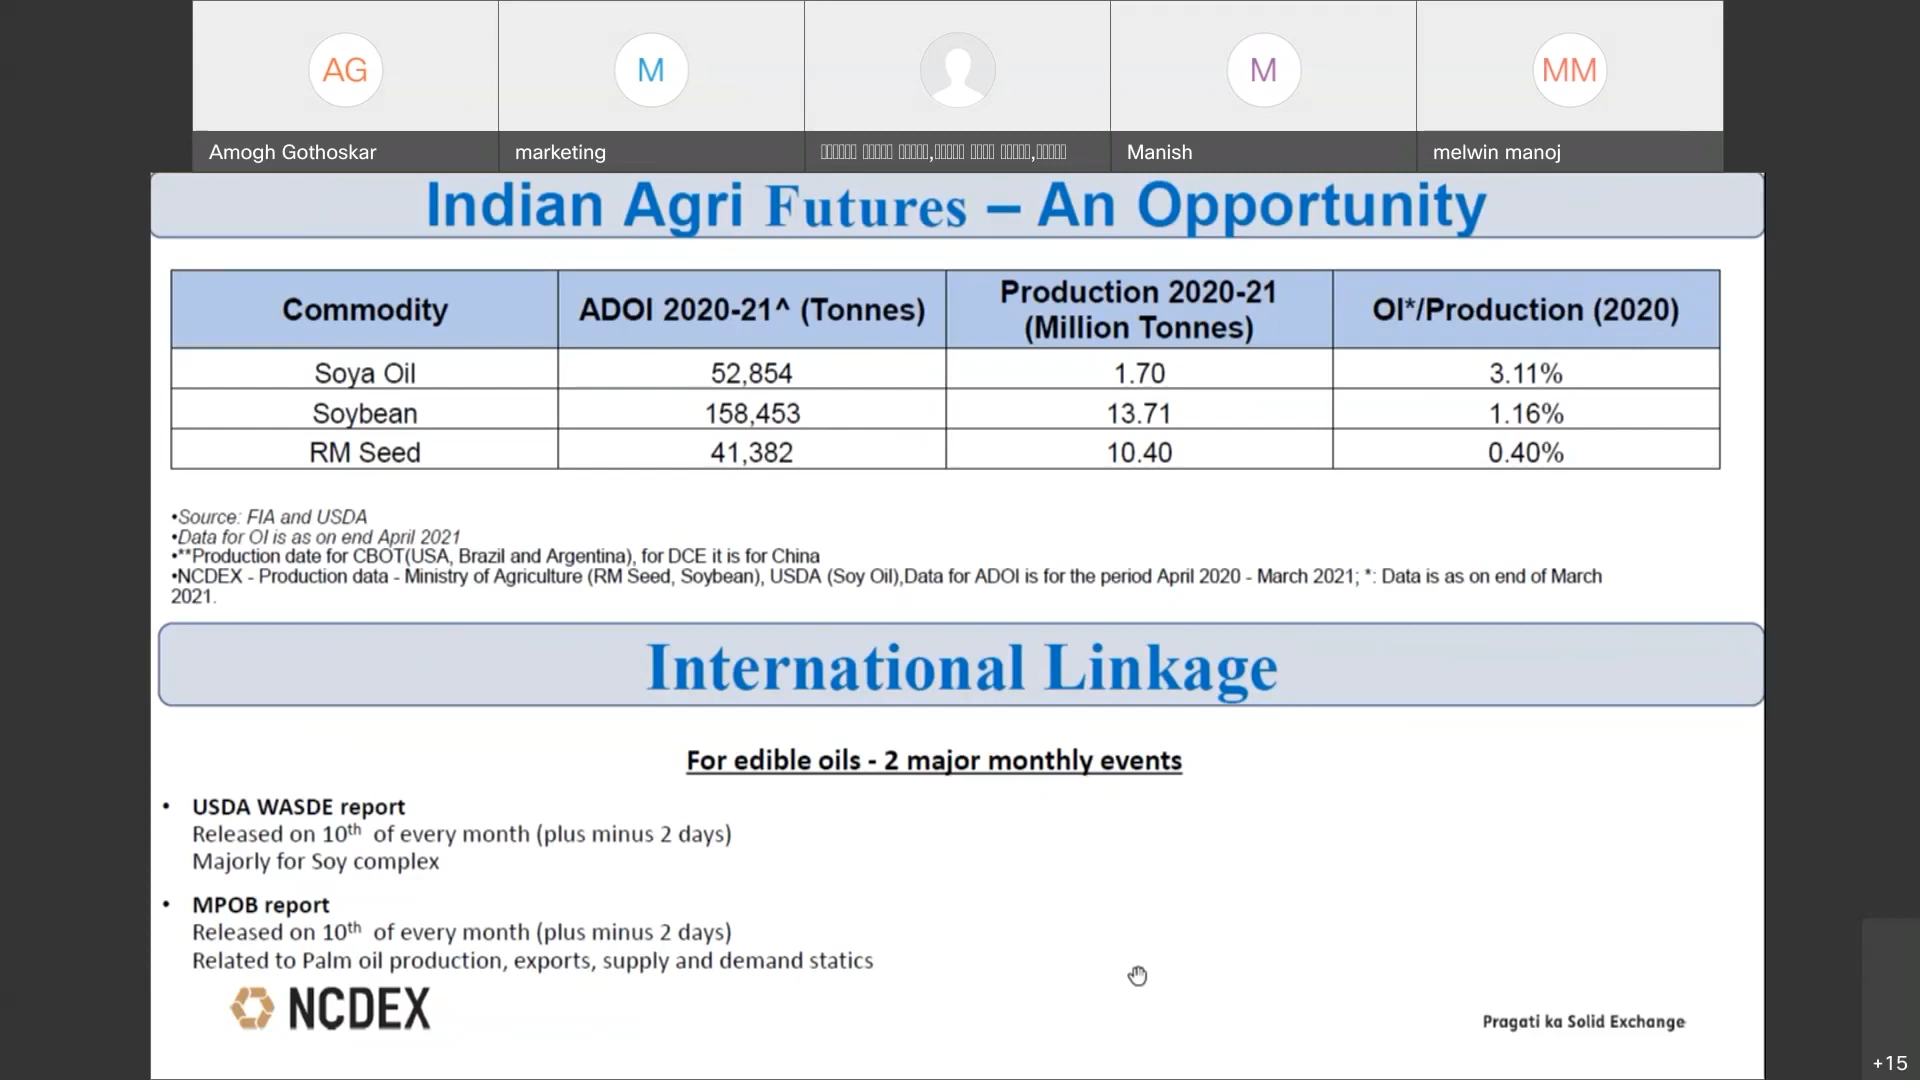 AG
M
M
MM
Amogh Gothoskar
marketing
Manish
melwin manoj
Indian Agri Futures – An Opportunity
Commodity
ADOI 2020-21^ (Tonnes)
Production 2020-21
(Million Tonnes)
OI*/Production (2020)
Soya Oil 52,854 1.70 3.11%
Soybean 158,453 13.71 1.16%
RM Seed 41,382 10.40 0.40%
•Source: FIA and USDA
•Data for OI is as on end April 2021
•**Production date for CBOT(USA, Brazil and Argentina), for DCE it is for China
•NCDEX - Production data - Ministry of Agriculture (RM Seed, Soybean), USDA (Soy Oil),Data for ADOI is for the period April 2020 - March 2021; *: Data is as on end of March
2021.
International Linkage
For edible oils - 2 major monthly events
• USDA WASDE report
Released on 10th of every month (plus minus 2 days)
Majorly for Soy complex
• MPOB report
Released on 10th of every month (plus minus 2 days)
Related to Palm oil production, exports, supply and demand statics
NCDEX
Pragati ka Solid Exchange
+15